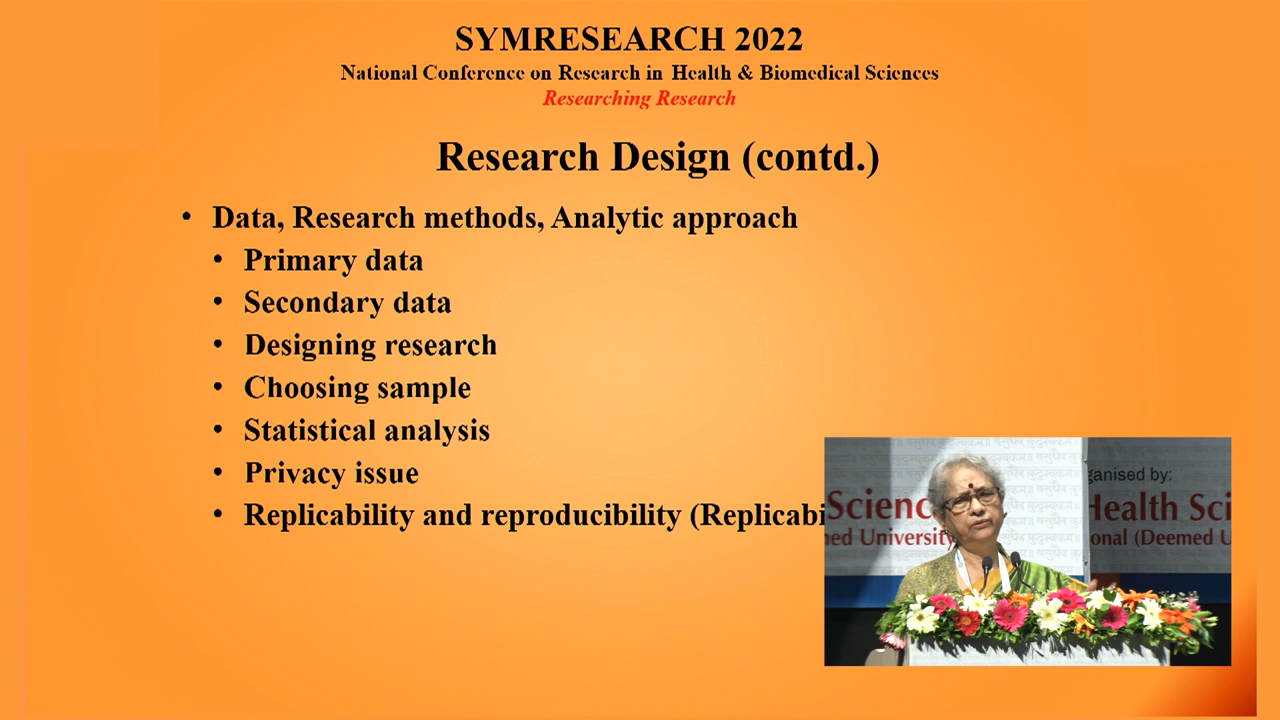 SYMRESEARCH 2022
National Conference on Research in Health & Biomedical Sciences
Researching Research
Research Design (contd.)
• Data, Research methods, Analytic approach
• Primary data
• Secondary data
• Designing research
• Choosing sample
• Statistical analysis
• Privacy issue
• Replicability and reproducibility (Replicabi
ganised by:
Scienc Health Sci
ned University onal (Deemed U